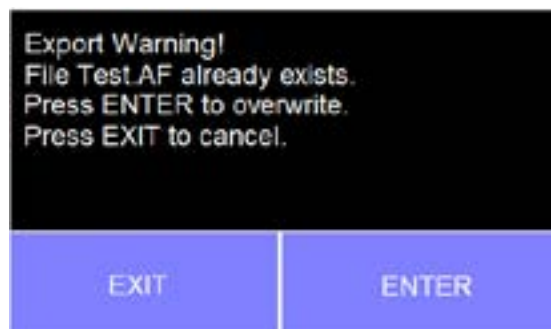 Export Warning!
File Test.AF already exists.
Press ENTER to overwrite.
Press EXIT to cancel.
EXIT
ENTER